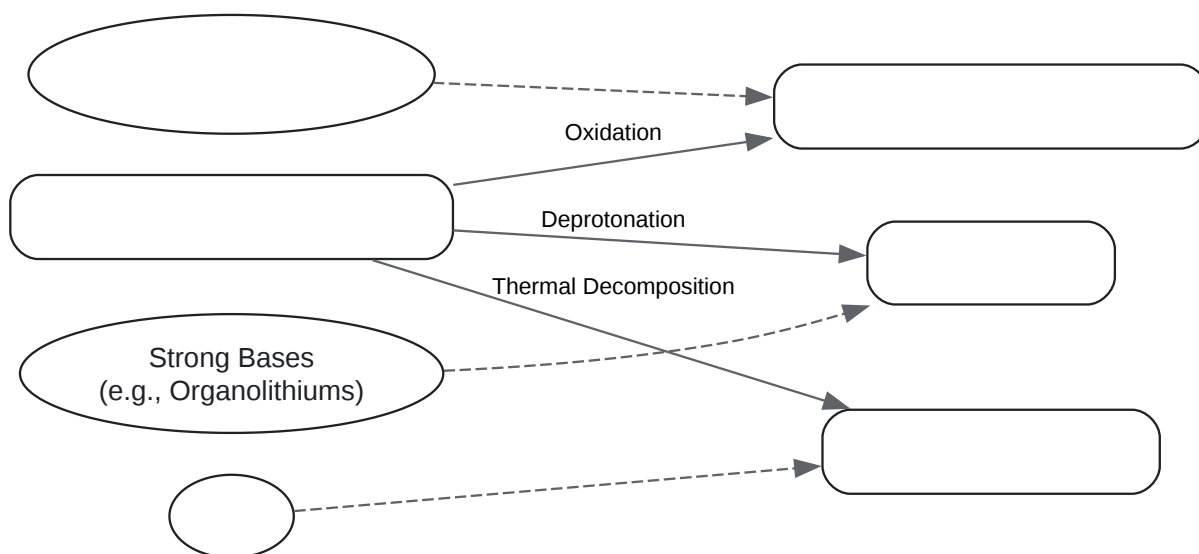 Oxidation
Deprotonation
Thermal Decomposition
Strong Bases
(e.g., Organolithiums)